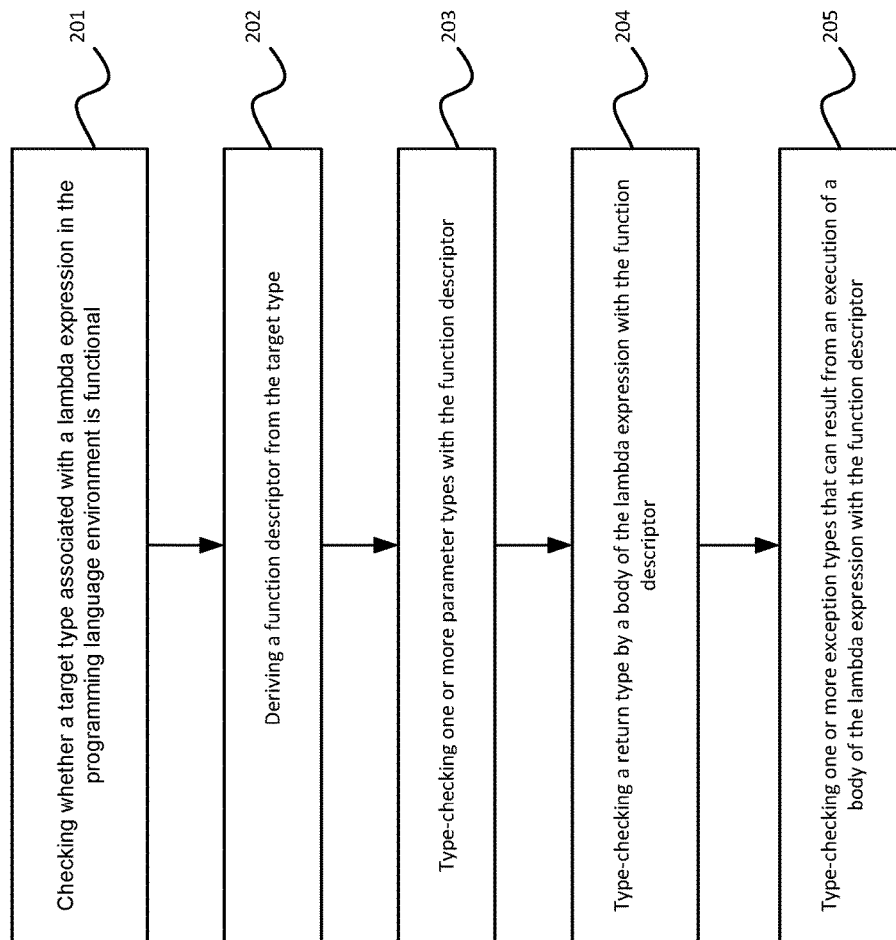 Checking whether a target type associated with a lambda expression in the
programming language environment is functional
201
Deriving a function descriptor from the target type
202
Type-checking one or more parameter types with the function descriptor
203
Type-checking a return type by a body of the lambda expression with the function
descriptor
204
Type-checking one or more exception types that can result from an execution of a
body of the lambda expression with the function descriptor
205